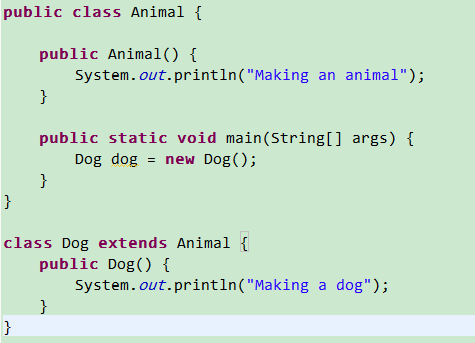 public class Animal {
public Animal() {
System.out.println("Making an animal");
}
public static void main(String[] args) {
Dog dog = new Dog();
}
}
class Dog extends Animal {
public Dog() {
System.out.println("Making a dog");
}
}